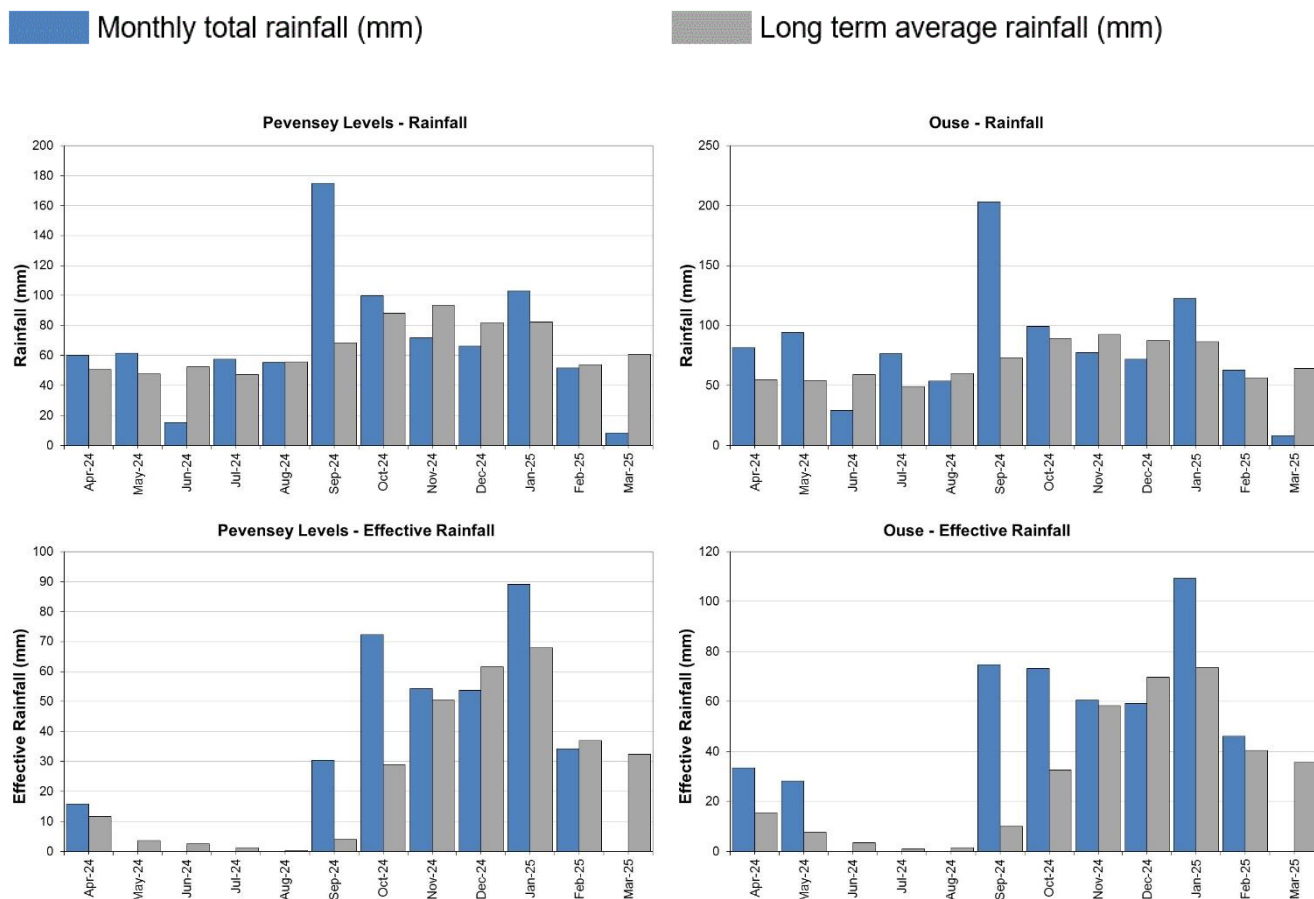 Monthly total rainfall (mm)
Long term average rainfall (mm)
Pevensey Levels - Rainfall
Rainfall (mm)
200
180
160
140
120
100
80
60
40
20
0
Apr-24
May-24
Jun-24
Jul-24
Aug-24
Sep-24
Oct-24
Nov-24
Dec-24
Jan-25
Feb-25
Mar-25
Ouse - Rainfall
Rainfall (mm)
250
200
150
100
50
0
Apr-24
May-24
Jun-24
Jul-24
Aug-24
Sep-24
Oct-24
Nov-24
Dec-24
Jan-25
Feb-25
Mar-25
Pevensey Levels - Effective Rainfall
Effective Rainfall (mm)
100
90
80
70
60
50
40
30
20
10
0
Apr-24
May-24
Jun-24
Jul-24
Aug-24
Sep-24
Oct-24
Nov-24
Dec-24
Jan-25
Feb-25
Mar-25
Ouse - Effective Rainfall
Effective Rainfall (mm)
120
100
80
60
40
20
0
Apr-24
May-24
Jun-24
Jul-24
Aug-24
Sep-24
Oct-24
Nov-24
Dec-24
Jan-25
Feb-25
Mar-25